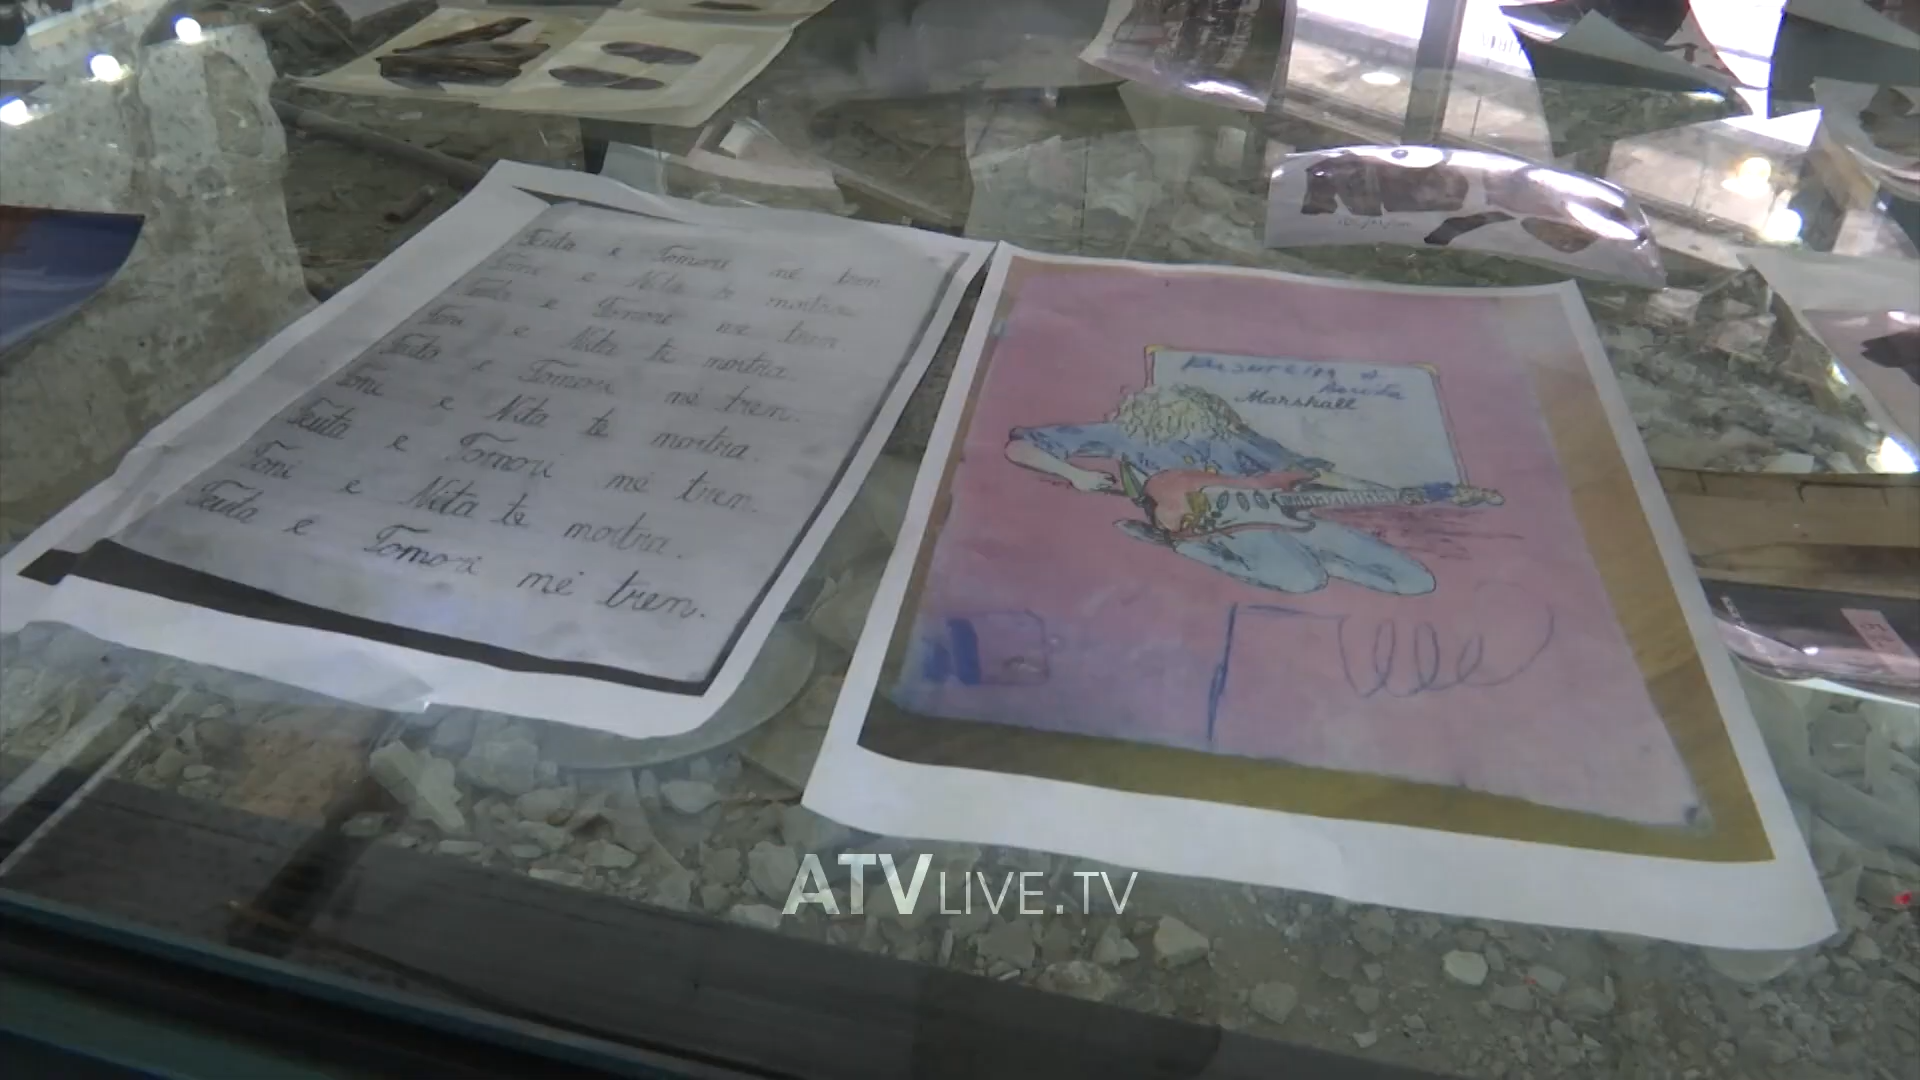 Teuta e Tomori në tren
Toni e Nita te mostra.
Teuta e Tomori në tren.
Toni e Nita te mostra.
Teuta e Tomori në tren.
Toni e Nita te mostra.
Teuta e Tomori në tren.
Toni e Nita te mostra.
Teuta e Tomori në tren.
Marshall
ATVLIVE.TV